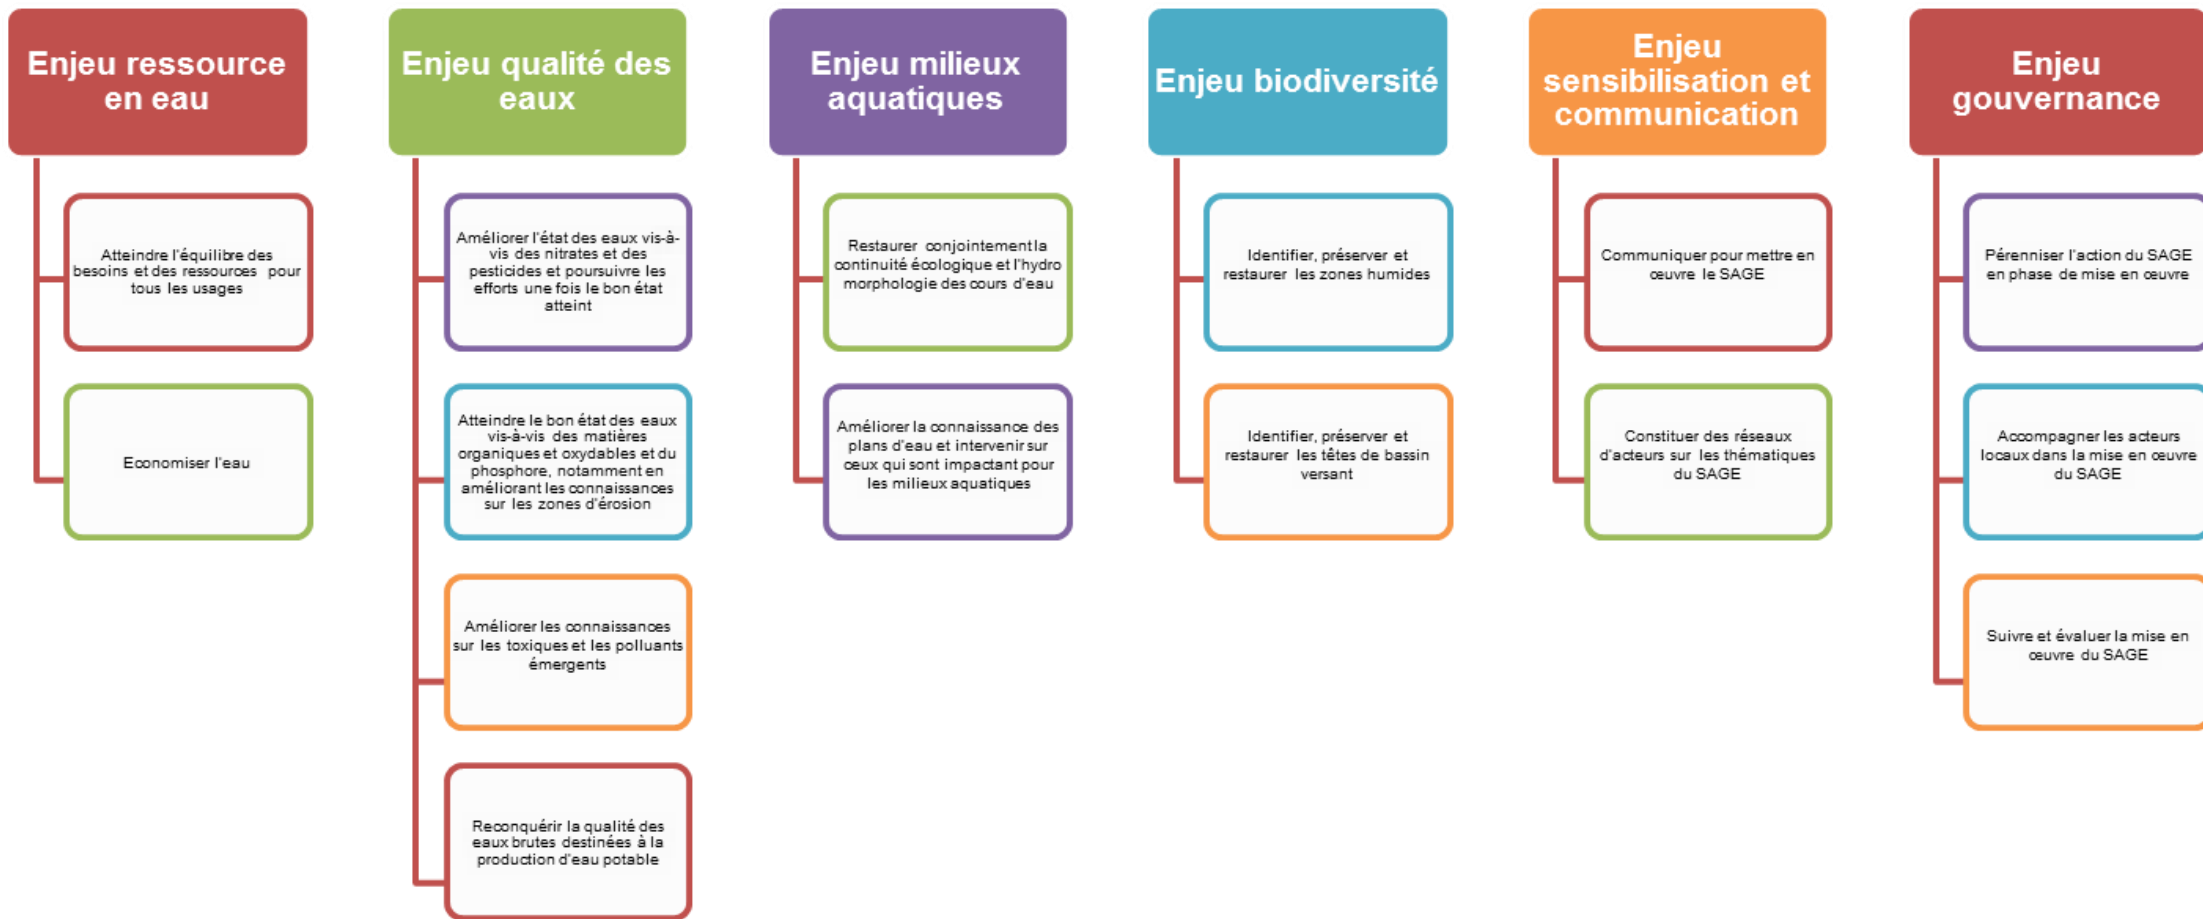 Enjeu ressource
en eau
Atteindre l'équilibre des
besoins et des ressources pour
tous les usages
Economiser l'eau
Enjeu qualité des
eaux
Améliorer l'état des eaux vis-à-
vis des nitrates et des
pesticides et poursuivre les
efforts une fois le bon état
atteint
Atteindre le bon état des eaux
vis-à-vis des matières
organiques et oxydables et du
phosphore, notamment en
améliorant les connaissances
sur les zones d'érosion
Améliorer les connaissances
sur les toxiques et les polluants
émergents
Reconquérir la qualité des
eaux brutes destinées à la
production d'eau potable
Enjeu milieux
aquatiques
Restaurer conjointement la
continuité écologique et l'hydro
morphologie des cours d'eau
Améliorer la connaissance des
plans d'eau et intervenir sur
ceux qui sont impactant pour
les milieux aquatiques
Enjeu biodiversité
Identifier, préserver et
restaurer les zones humides
Identifier, préserver et
restaurer les têtes de bassin
versant
Enjeu
sensibilisation et
communication
Communiquer pour mettre en
œuvre le SAGE
Constituer des réseaux
d'acteurs sur les thématiques
du SAGE
Enjeu
gouvernance
Pérenniser l'action du SAGE
en phase de mise en œuvre
Accompagner les acteurs
locaux dans la mise en œuvre
du SAGE
Suivre et évaluer la mise en
œuvre du SAGE